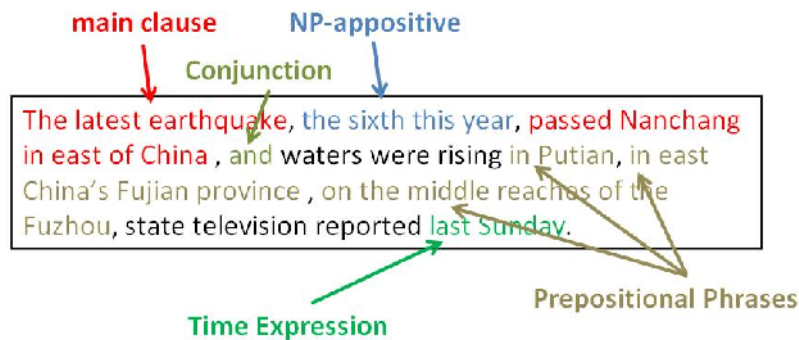 main clause NP-appositive
Conjunction
The latest earthquake, the sixth this year, passed Nanchang
in east of China , and waters were rising in Putian, in east
China's Fujian province , on the middle reaches of the
Fuzhou, state television reported last Sunday.
Prepositional Phrases
Time Expression